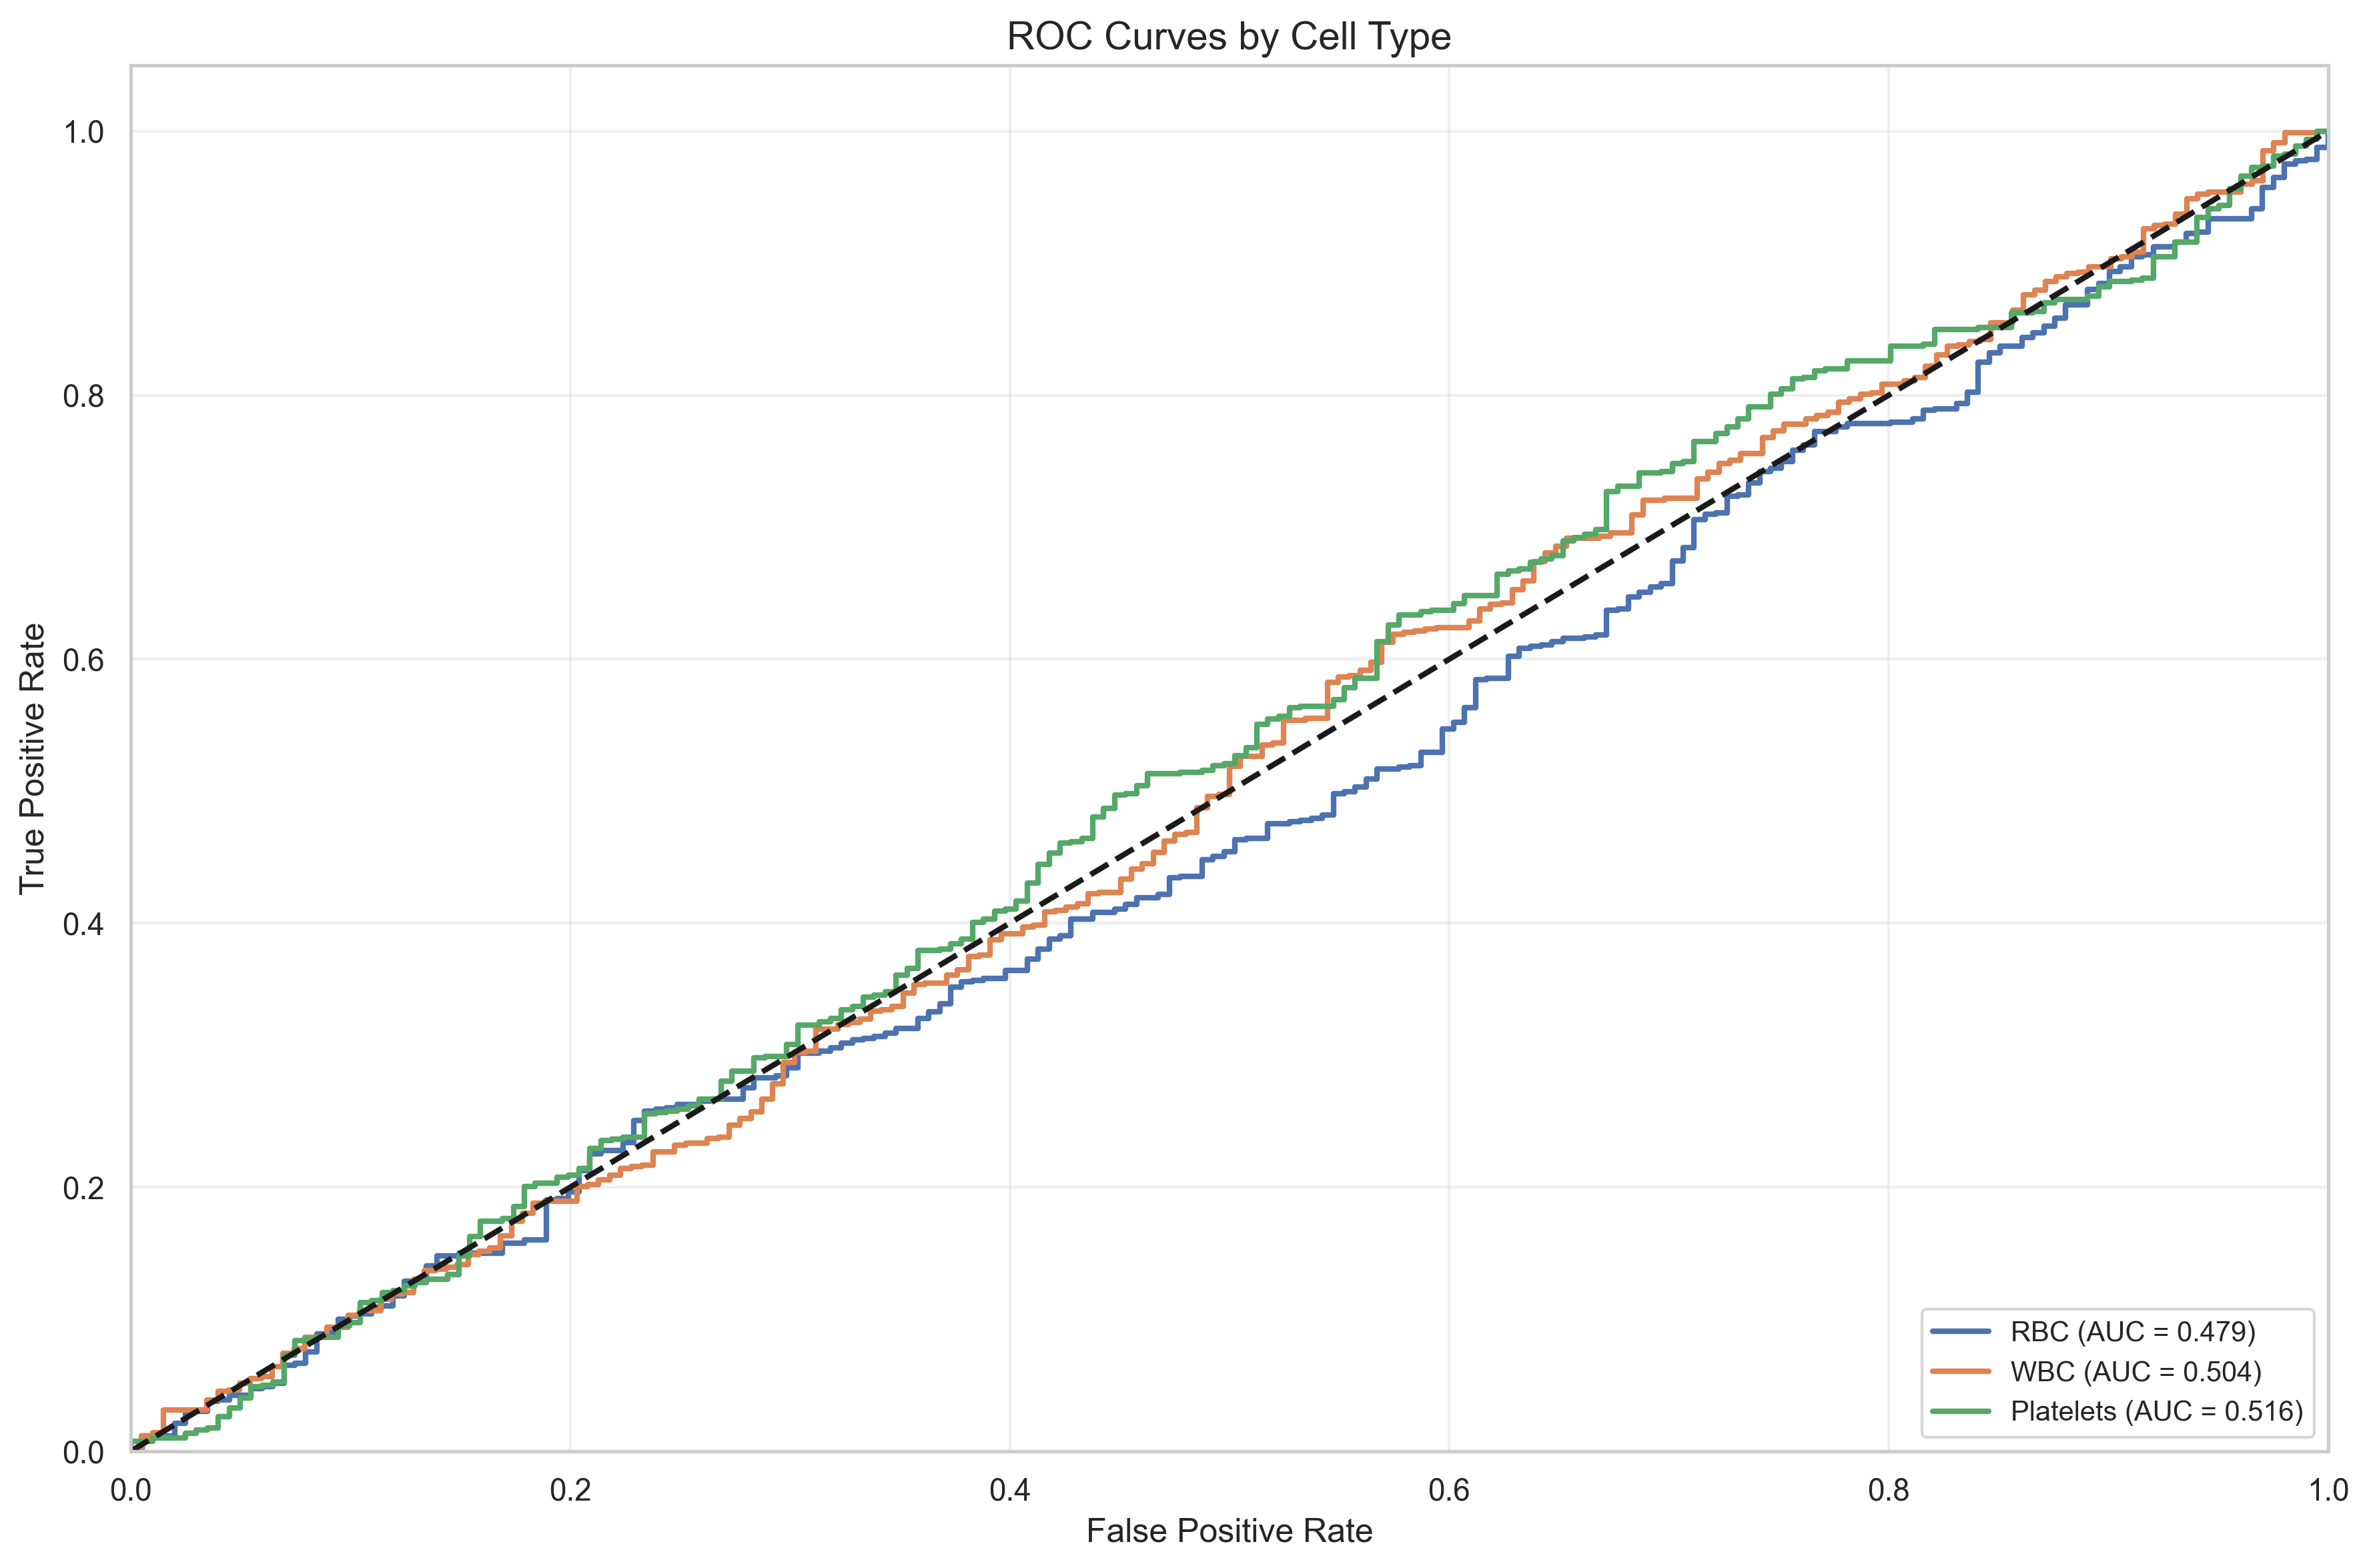 ROC Curves by Cell Type
1.0
0.8
0.6
0.4
0.2
0.0
True Positive Rate
0.0 0.2 0.4 0.6 0.8 1.0
False Positive Rate
RBC (AUC = 0.479)
WBC (AUC = 0.504)
Platelets (AUC = 0.516)